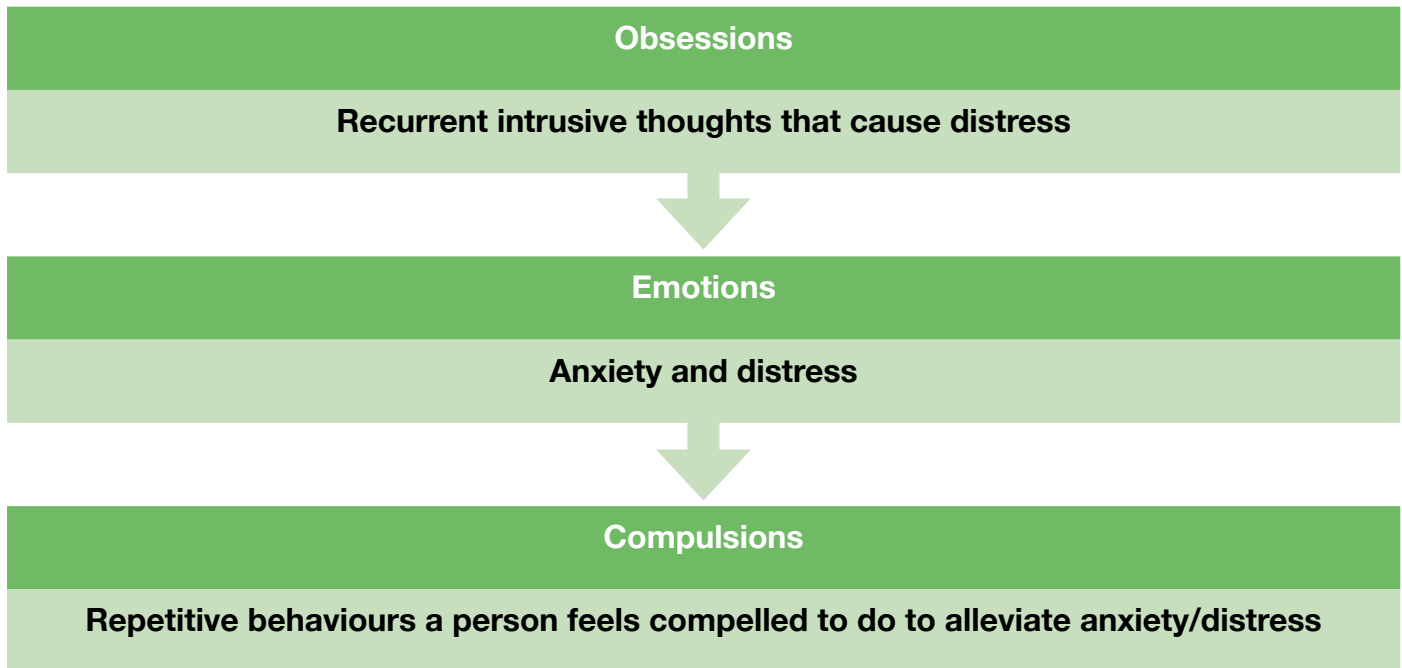 Obsessions
Recurrent intrusive thoughts that cause distress
Emotions
Anxiety and distress
Compulsions
Repetitive behaviours a person feels compelled to do to alleviate anxiety/distress